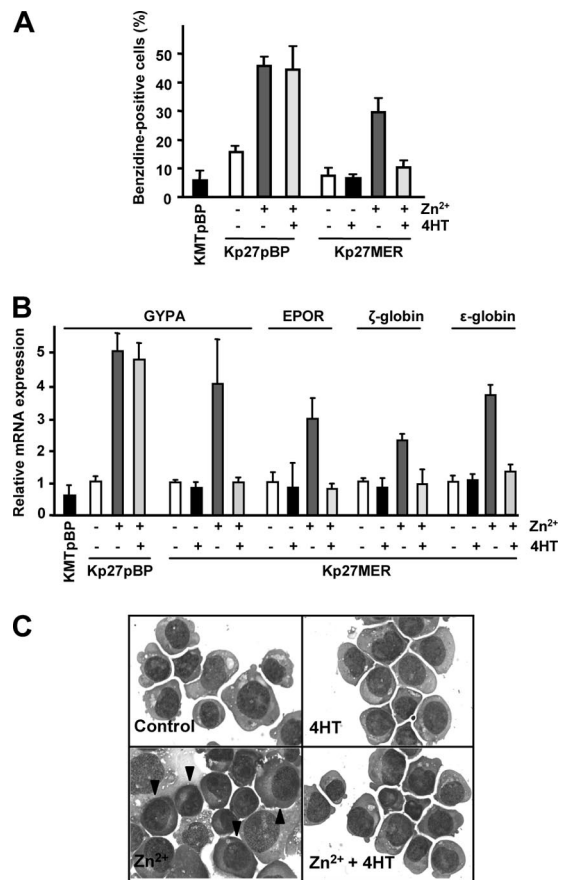 A
Benzidine-positive cells (%)
50
40
30
20
10
0
- + + - - + + Zn²⁺
- - + - + - + 4HT
KMTpBP
Kp27pBP
Kp27MER
B
GYPA
EPOR
ζ-globin
ε-globin
Relative mRNA expression
5
4
3
2
1
0
- + + - - + + - - + + - - + + - - + + Zn²⁺
- - + - + - + - + - + - + - + - + - + 4HT
KMTpBP
Kp27pBP
Kp27MER
C
Control
4HT
Zn²⁺
Zn²⁺ + 4HT